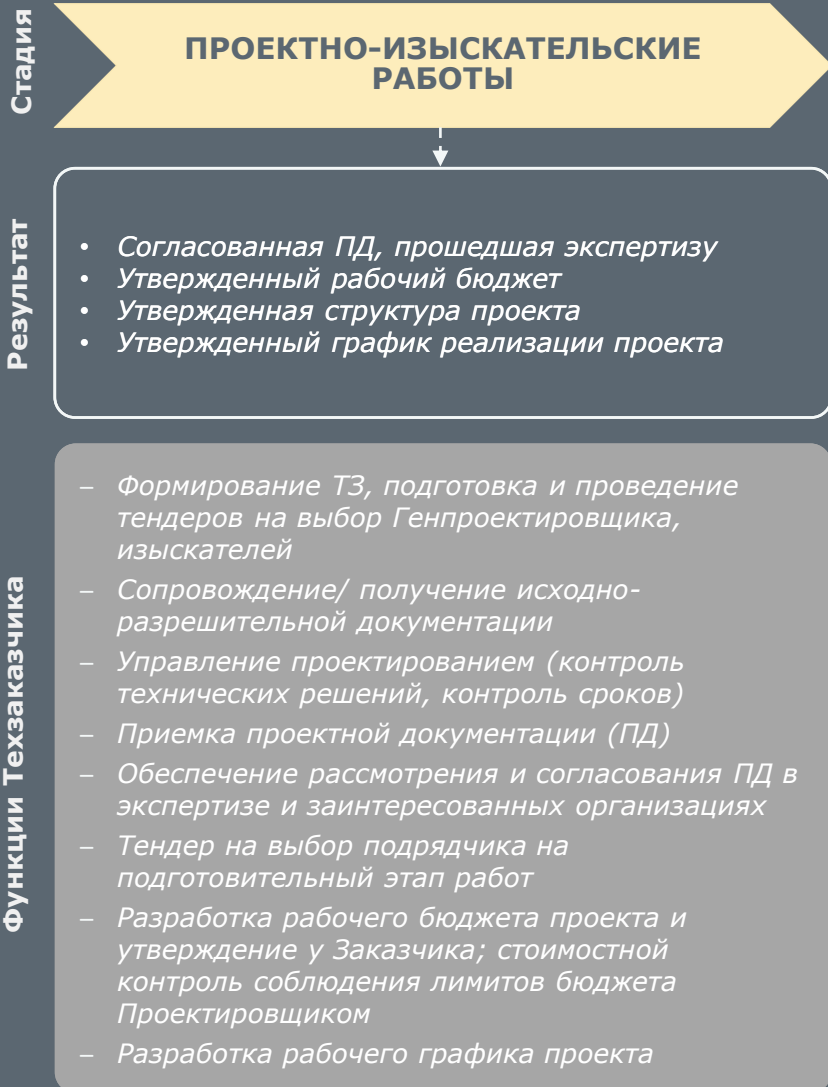 Стадия
ПРОЕКТНО-ИЗЫСКАТЕЛЬСКИЕ
РАБОТЫ
Результат
• Согласованная ПД, прошедшая экспертизу
• Утвержденный рабочий бюджет
• Утвержденная структура проекта
• Утвержденный график реализации проекта
Функции Техзаказчика
– Формирование ТЗ, подготовка и проведение
тендеров на выбор Генпроектировщика,
изыскателей
– Сопровождение/ получение исходно-
разрешительной документации
– Управление проектированием (контроль
технических решений, контроль сроков)
– Приемка проектной документации (ПД)
– Обеспечение рассмотрения и согласования ПД в
экспертизе и заинтересованных организациях
– Тендер на выбор подрядчика на
подготовительный этап работ
– Разработка рабочего бюджета проекта и
утверждение у Заказчика; стоимостной
контроль соблюдения лимитов бюджета
Проектировщиком
– Разработка рабочего графика проекта